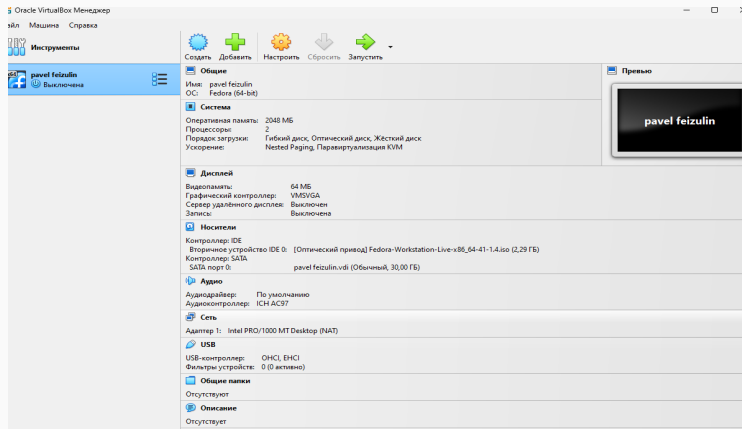 Oracle VirtualBox Менеджер
айл Машина Справка
Инструменты
Создать Добавить Настроить Сбросить Запустить
pavel feizulin
Выключена
Общие
Имя: pavel feizulin
ОС: Fedora (64-bit)
Превью
pavel feizulin
Система
Оперативная память: 2048 МБ
Процессоры: 2
Порядок загрузки: Гибкий диск, Оптический диск, Жёсткий диск
Ускорение: Nested Paging, Паравиртуализация KVM
Дисплей
Видеопамять: 64 МБ
Графический контроллер: VMSVGA
Сервер удалённого дисплея: Выключен
Запись: Выключена
Носители
Контроллер: IDE
Вторичное устройство IDE 0: [Оптический привод] Fedora-Workstation-Live-x86_64-41-1.4.iso (2,29 ГБ)
Контроллер: SATA
SATA порт 0: pavel feizulin.vdi (Обычный, 30,00 ГБ)
Аудио
Аудиодрайвер: По умолчанию
Аудиоконтроллер: ICH AC97
Сеть
Адаптер 1: Intel PRO/1000 MT Desktop (NAT)
USB
USB-контроллер: OHCI, EHCI
Фильтры устройств: 0 (0 активно)
Общие папки
Отсутствуют
Описание
Отсутствует